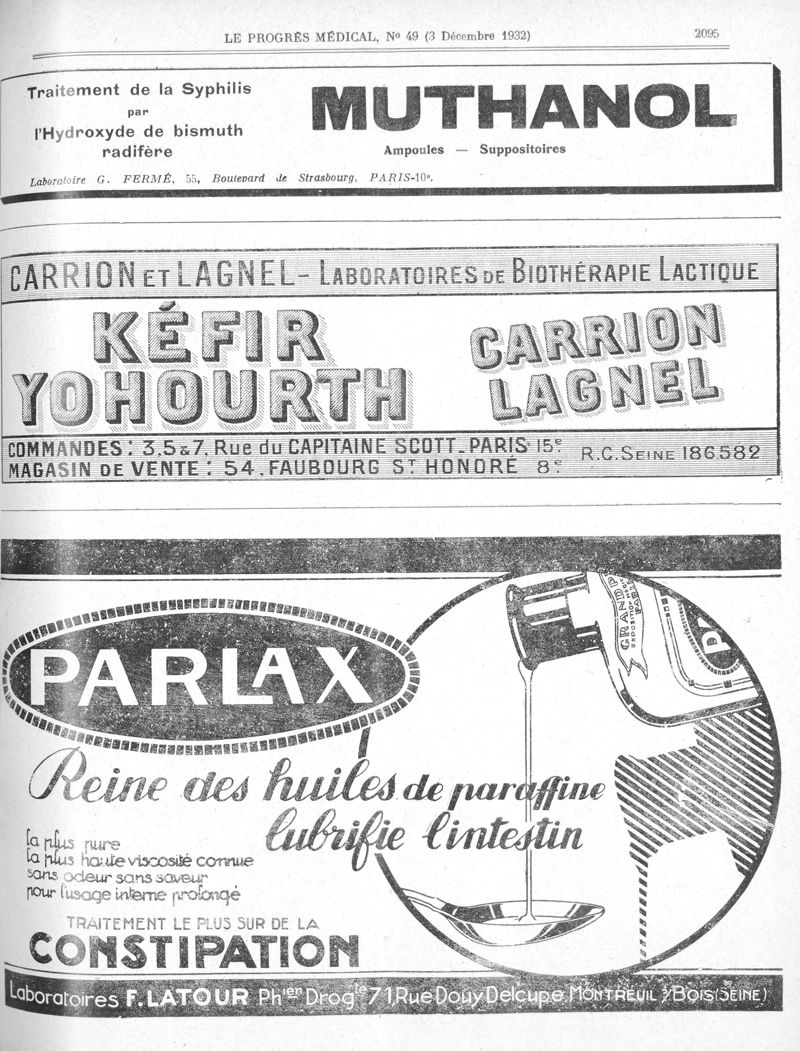 LE PROGRÈS MÉDICAL, Nº 49 (3 Décembre 1932)
2095
Traitement de la Syphilis
par
l'Hydroxyde de bismuth
radifère
MUTHANOL
Ampoules — Suppositoires
Laboratoire G. FERMÉ, 55, Boulevard de Strasbourg, PARIS-10e.
CARRION ET LAGNEL - LABORATOIRES DE BIOTHÉRAPIE LACTIQUE
KÉFIR
YOHOURTH
CARRION
LAGNEL
COMMANDES: 3.5&7, Rue du CAPITAINE SCOTT_PARIS 15e
MAGASIN DE VENTE: 54, FAUBOURG ST HONORÉ 8e
R.C. SEINE 186582
GRAND P
EXPOSITION
PARLAX
Reine des huiles de paraffine
lubrifie l'intestin
la plus pure
la plus haute viscosité connue
sans odeur sans saveur
pour l'usage interne prolongé
TRAITEMENT LE PLUS SUR DE LA
CONSTIPATION
Laboratoires F. LATOUR Phien Drogte 71, Rue Douy Delcupe, MONTREUIL S/BOIS (SEINE)